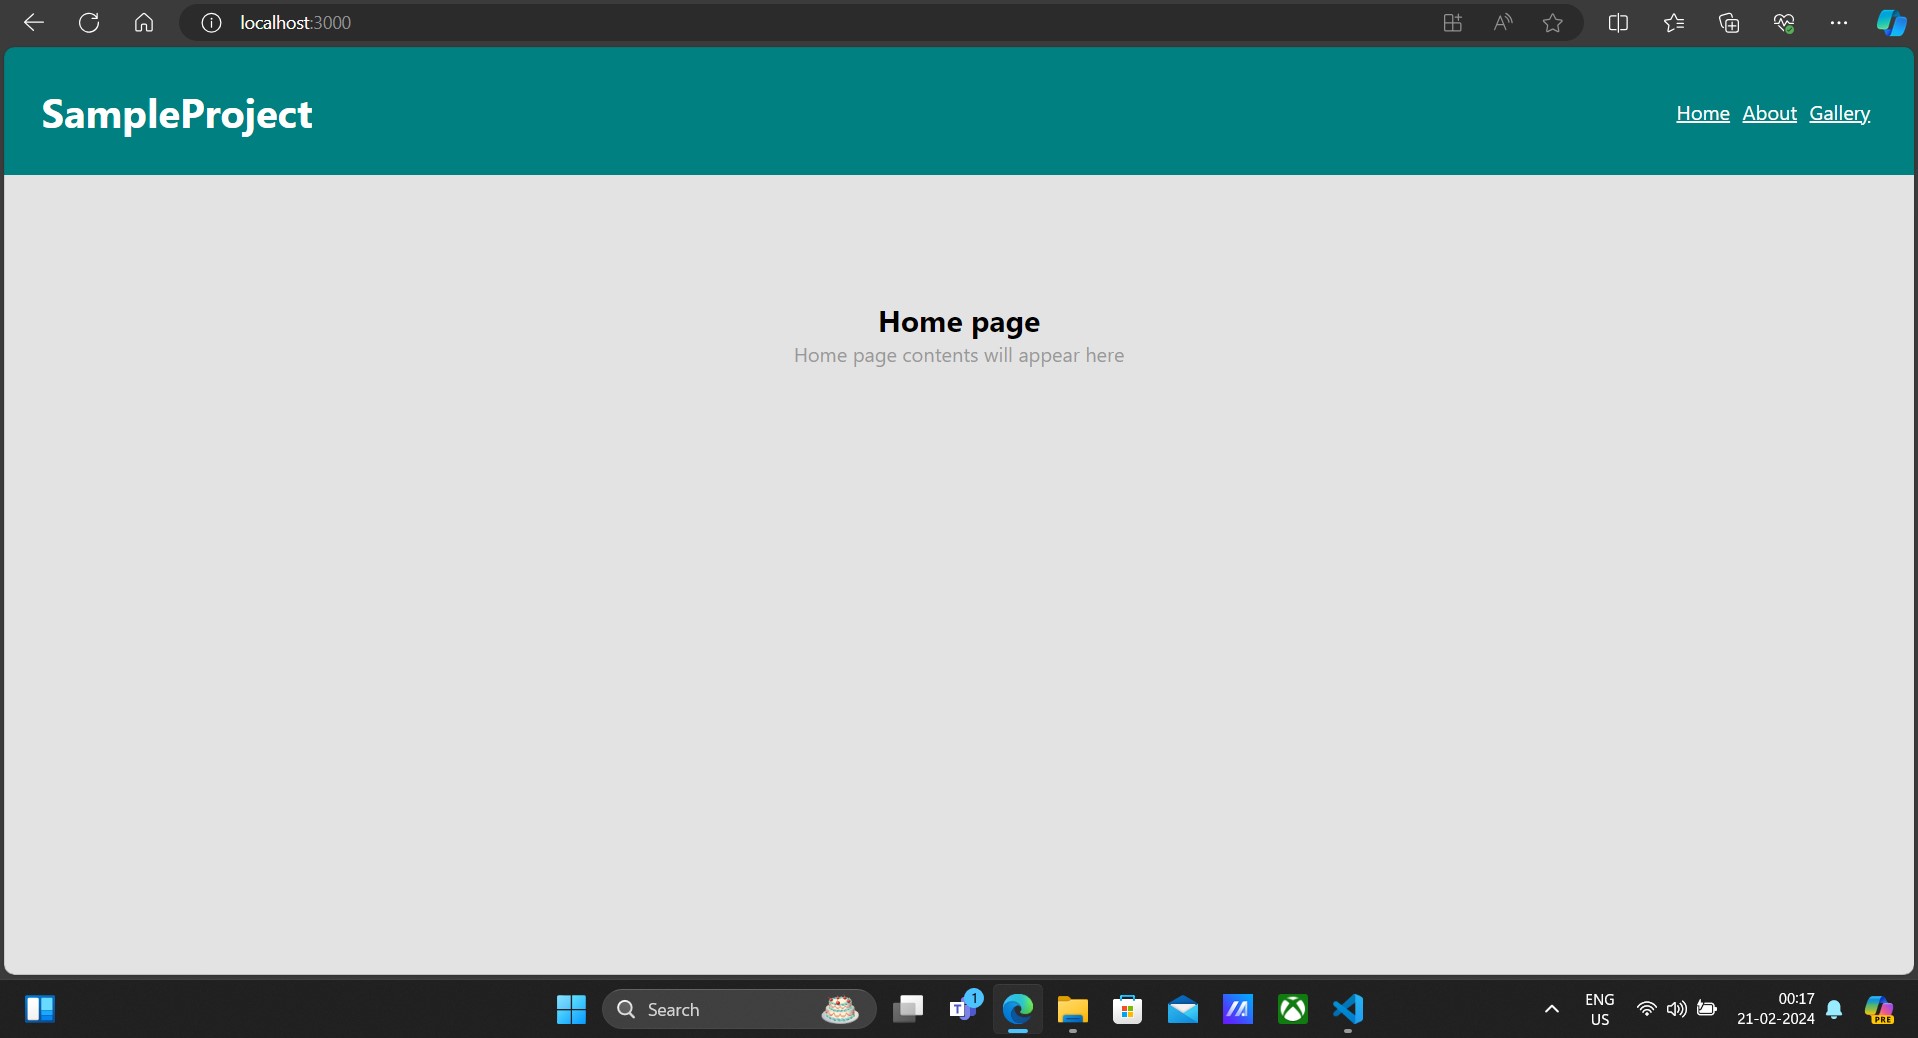 localhost:3000
SampleProject
Home About Gallery
Home page
Home page contents will appear here
Search
T
1
ENG
US
00:17
21-02-2024
PRE